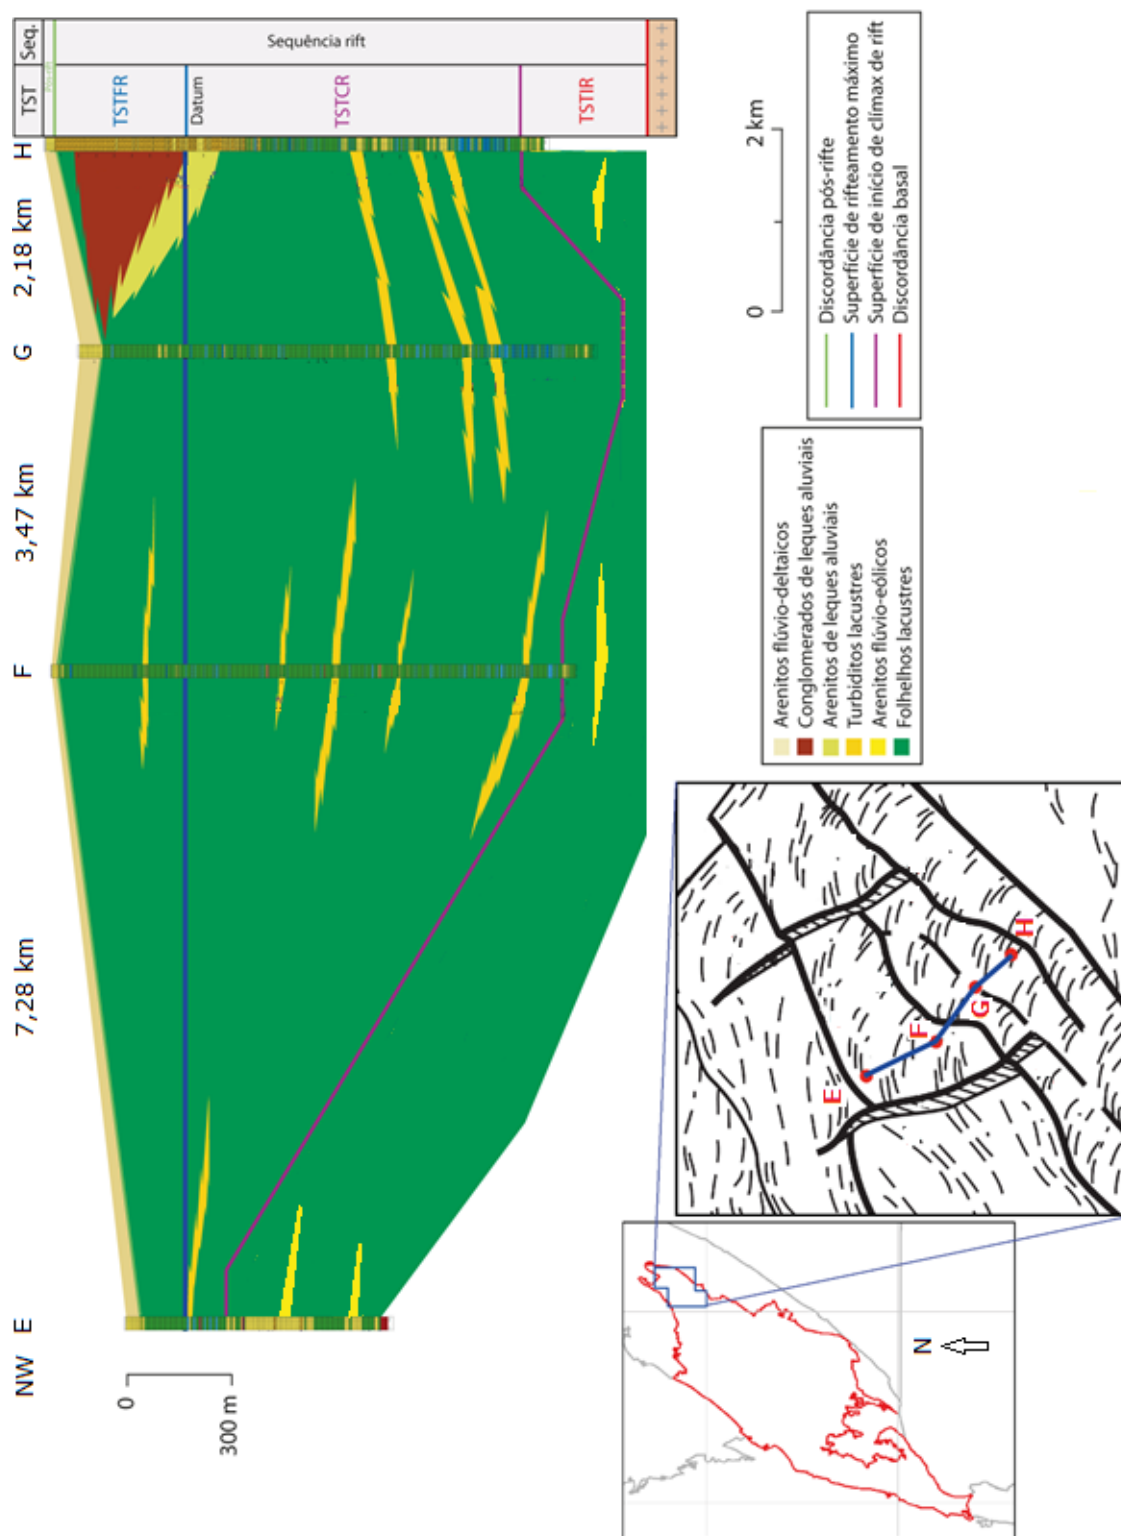 NW
E
7,28 km
F
3,47 km
G
2,18 km
H
TST
Seq.
Pós-rift
TSTFR
Datum
TSTCR
TSTIR
Sequência rift
0
300 m
0
2 km
Discordância pós-rifte
Superfície de rifteamento máximo
Superfície de início de clímax de rift
Discordância basal
Arenitos flúvio-deltaicos
Conglomerados de leques aluviais
Arenitos de leques aluviais
Turbiditos lacustres
Arenitos flúvio-eólicos
Folhelhos lacustres
E
F
G
H
N